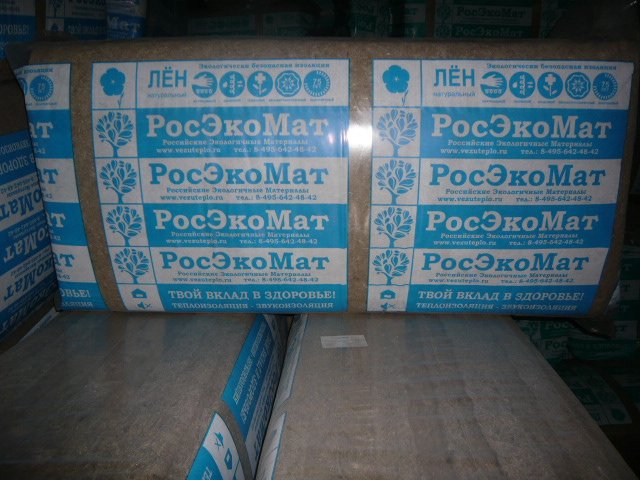 Экологически безопасная изоляция
ЛЁН
натуральный
РосЭкоМат
Российские Экологичные Материалы
www.vezuteplo.ru тел.: 8-495-642-48-42
РосЭкоМат
Российские Экологичные Материалы
www.vezuteplo.ru тел.: 8-495-642-48-42
РосЭкоМат
Российские Экологичные Материалы
www.vezuteplo.ru тел.: 8-495-642-48-42
РосЭкоМат
Российские Экологичные Материалы
www.vezuteplo.ru тел.: 8-495-642-48-42
ТВОЙ ВКЛАД В ЗДОРОВЬЕ!
ТЕПЛОИЗОЛЯЦИЯ - ЗВУКОИЗОЛЯЦИЯ
Экологически безопасная изоляция
ЛЁН
натуральный
РосЭкоМат
Российские Экологичные Материалы
www.vezuteplo.ru тел.: 8-495-642-48-42
РосЭкоМат
Российские Экологичные Материалы
www.vezuteplo.ru тел.: 8-495-642-48-42
РосЭкоМат
Российские Экологичные Материалы
www.vezuteplo.ru тел.: 8-495-642-48-42
РосЭкоМат
Российские Экологичные Материалы
www.vezuteplo.ru тел.: 8-495-642-48-42
ТВОЙ ВКЛАД В ЗДОРОВЬЕ!
ТЕПЛОИЗОЛЯЦИЯ - ЗВУКОИЗОЛЯЦИЯ
РосЭкоМат